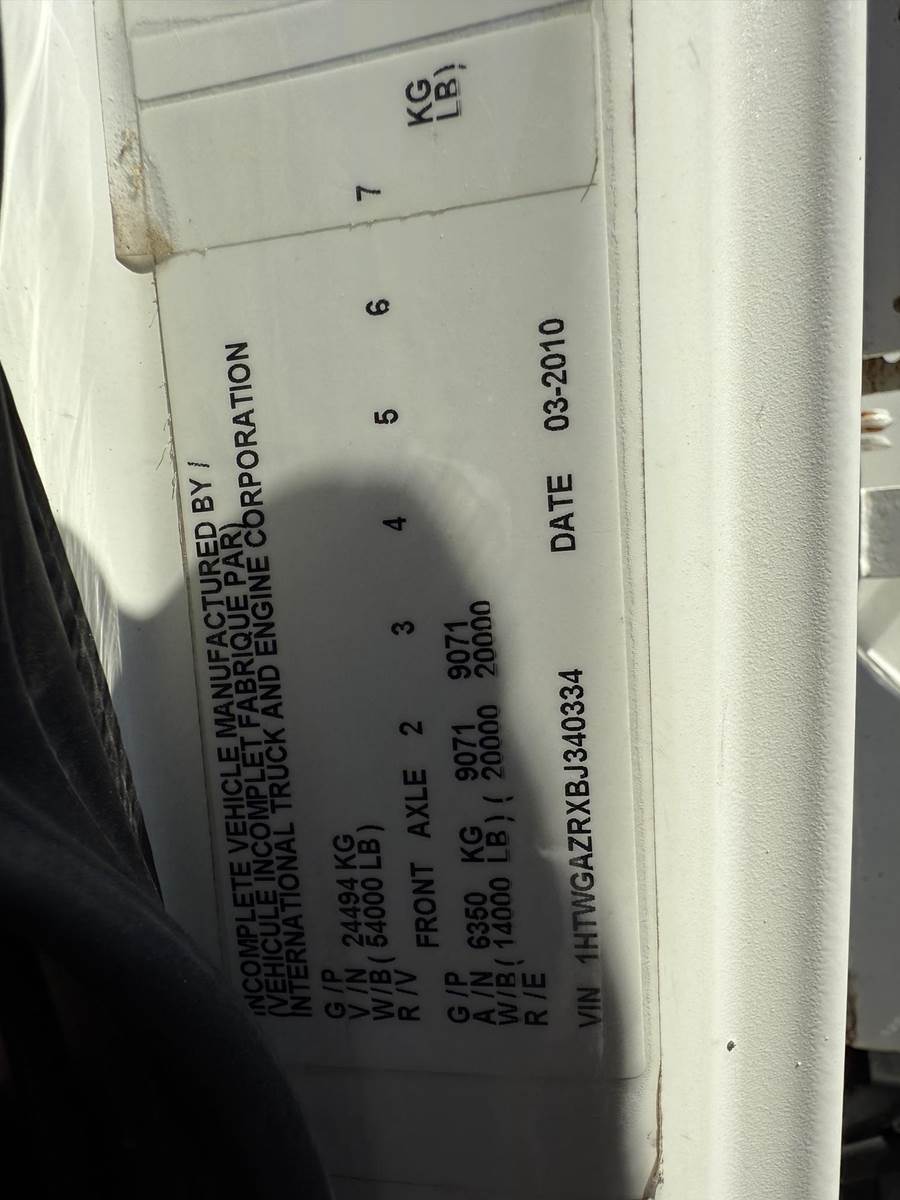 INCOMPLETE VEHICLE MANUFACTURED BY /
(VEHICULE INCOMPLET FABRIQUE PAR)
INTERNATIONAL TRUCK AND ENGINE CORPORATION
G/P
V/N 24494 KG
W/B ( 54000 LB )
R/V
FRONT AXLE 2 3 4 5 6 7
G/P
A/N 6350 KG , 9071 9071 KG
W/B ( 14000 LB ) ( 20000 20000 LB )
R/E
VIN 1HTWGAZRXBJ340334 DATE 03-2010